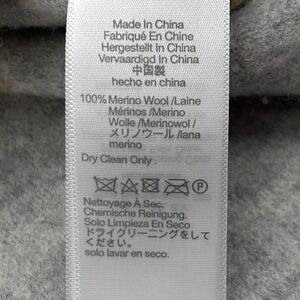 Made In China
Fabriqué En Chine
Hergestellt In China
Vervaardigd In China
中国製
hecho en china
100% Merino Wool /Laine
Mérinos /Merino
Wolle /Merinowol /
メリノウール /lana
merino
Dry Clean Only .
P
Nettoyage À Sec.
Chemische Reinigung.
Solo Limpieza En Seco
ドライクリーニングをして
ください。
solo lavar en seco.